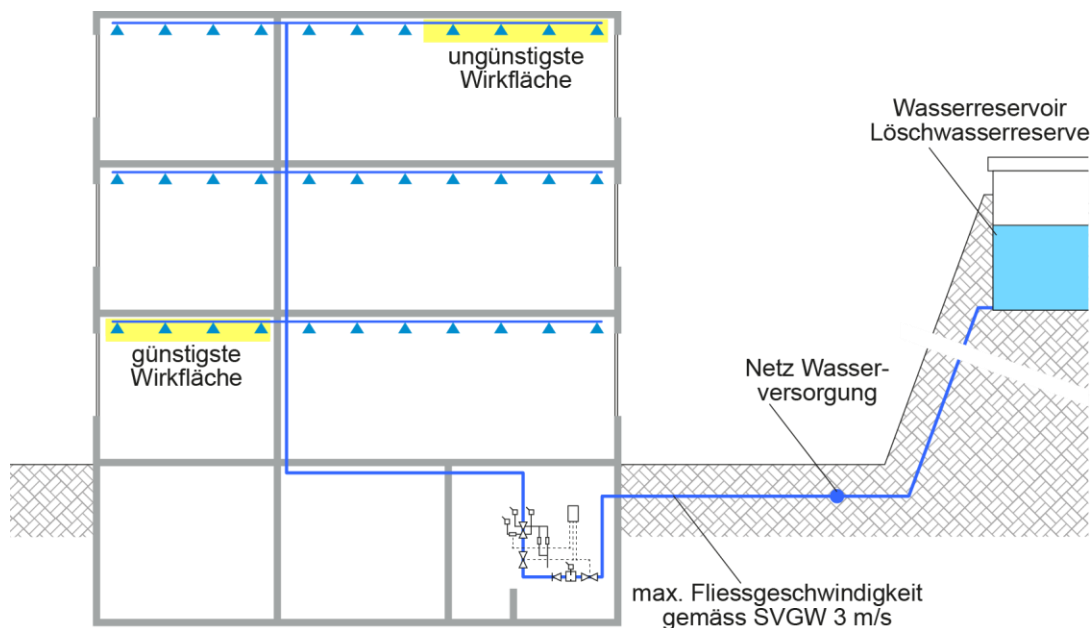 ungünstigste
Wirkfläche
Wasserreservoir
Löschwasserreserve
günstigste
Wirkfläche
Netz Wasser-
versorgung
max. Fliessgeschwindigkeit
gemäss SVGW 3 m/s